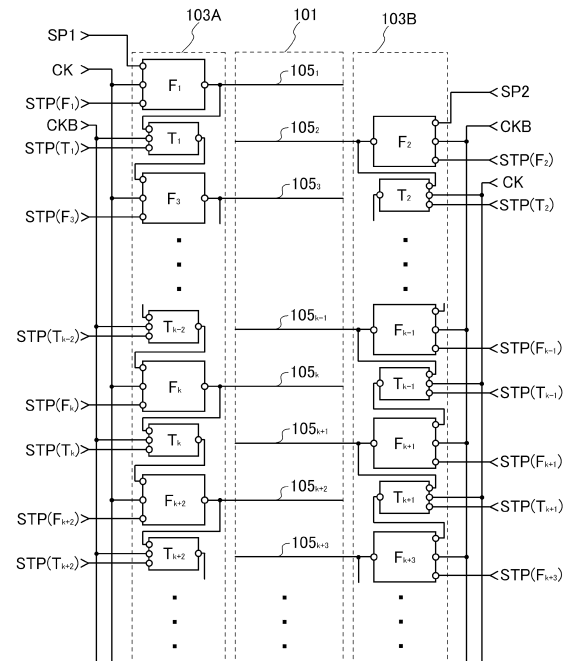 103A
101
103B
SP1
CK
F₁
105₁
STP(F₁)
SP2
CKB
T₁
105₂
F₂
CKB
STP(T₁)
STP(F₂)
F₃
105₃
T₂
CK
STP(F₃)
STP(T₂)
Tₖ₋₂
105ₖ₋₁
Fₖ₋₁
STP(Tₖ₋₂)
STP(Fₖ₋₁)
Fₖ
105ₖ
Tₖ₋₁
STP(Fₖ)
STP(Tₖ₋₁)
Tₖ
105ₖ₊₁
Fₖ₊₁
STP(Tₖ)
STP(Fₖ₊₁)
Fₖ₊₂
105ₖ₊₂
Tₖ₊₁
STP(Fₖ₊₂)
STP(Tₖ₊₁)
Tₖ₊₂
105ₖ₊₃
Fₖ₊₃
STP(Tₖ₊₂)
STP(Fₖ₊₃)